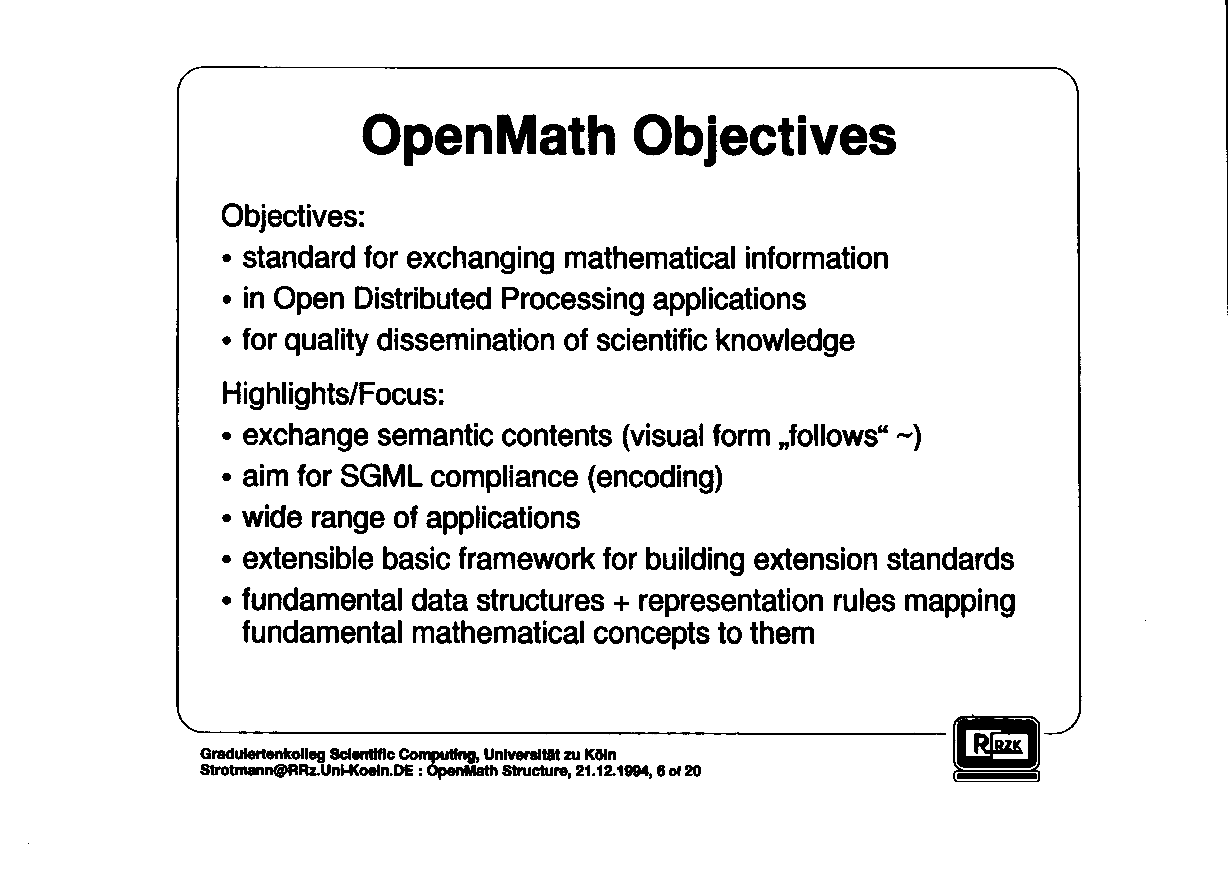 OpenMath Objectives
Objectives:
• standard for exchanging mathematical information
• in Open Distributed Processing applications
• for quality dissemination of scientific knowledge
Highlights/Focus:
• exchange semantic contents (visual form „follows“ ~)
• aim for SGML compliance (encoding)
• wide range of applications
• extensible basic framework for building extension standards
• fundamental data structures + representation rules mapping
fundamental mathematical concepts to them
Graduiertenkolleg Scientific Computing, Universität zu Köln
Strotmann@RRz.Uni-Koeln.DE : OpenMath Structure, 21.12.1994, 6 of 20
R RZK